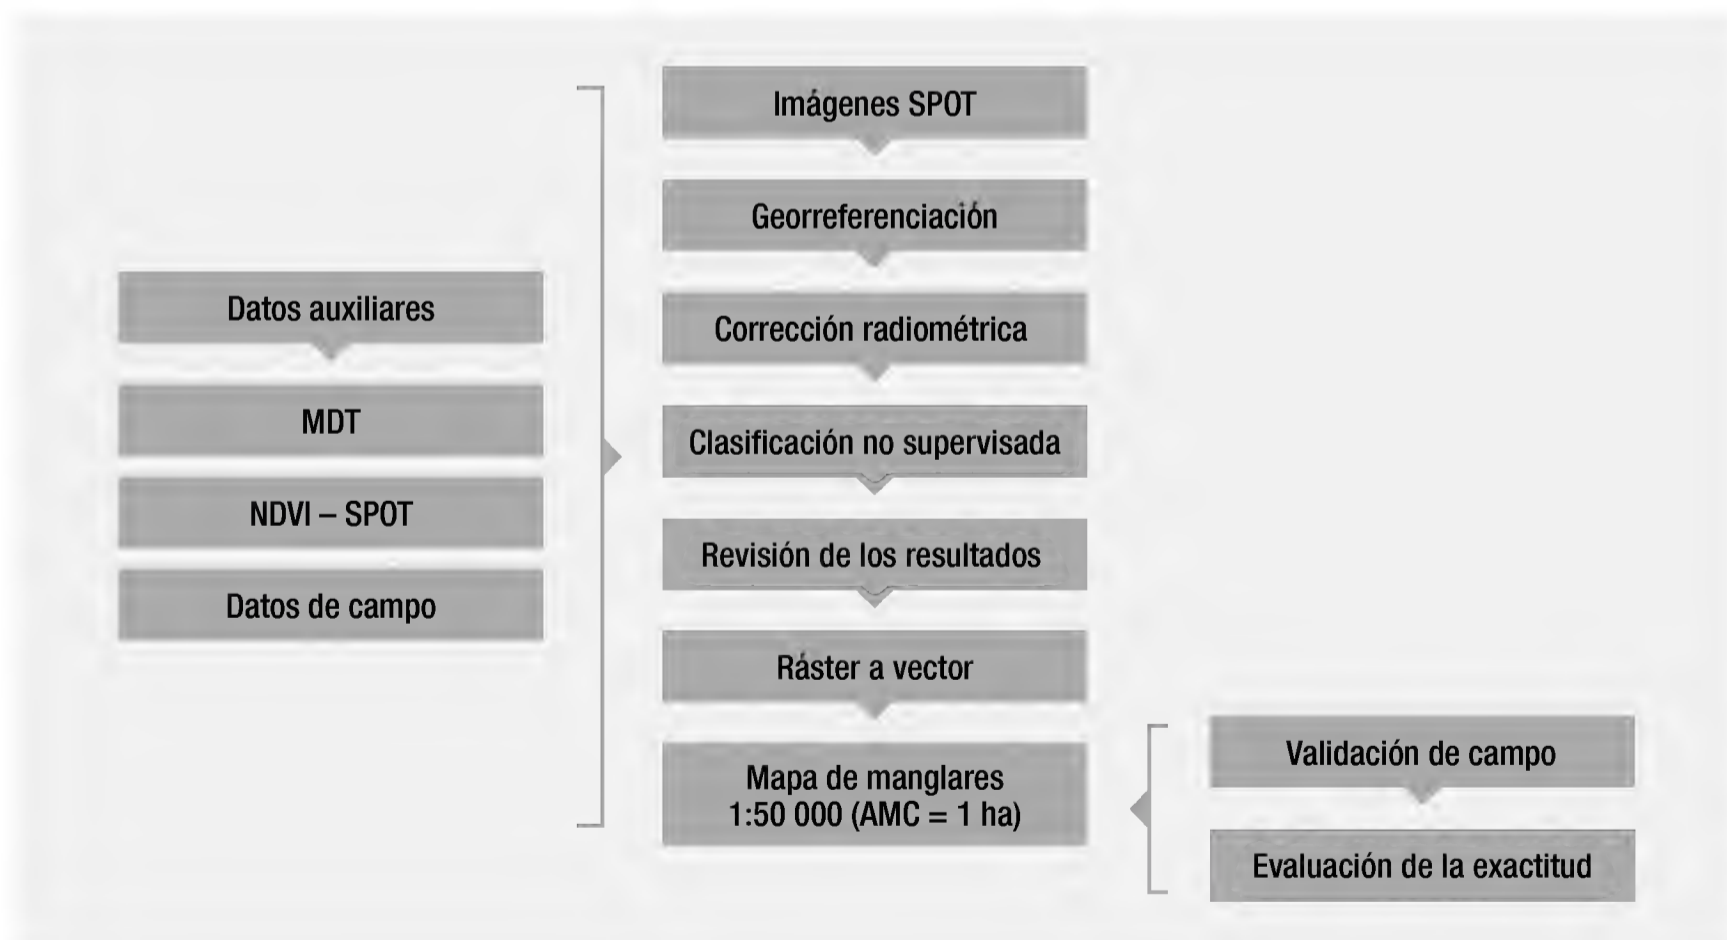 Datos auxiliares
MDT
NDVI – SPOT
Datos de campo
Imágenes SPOT
Georreferenciación
Corrección radiométrica
Clasificación no supervisada
Revisión de los resultados
Ráster a vector
Mapa de manglares
1:50 000 (AMC = 1 ha)
Validación de campo
Evaluación de la exactitud